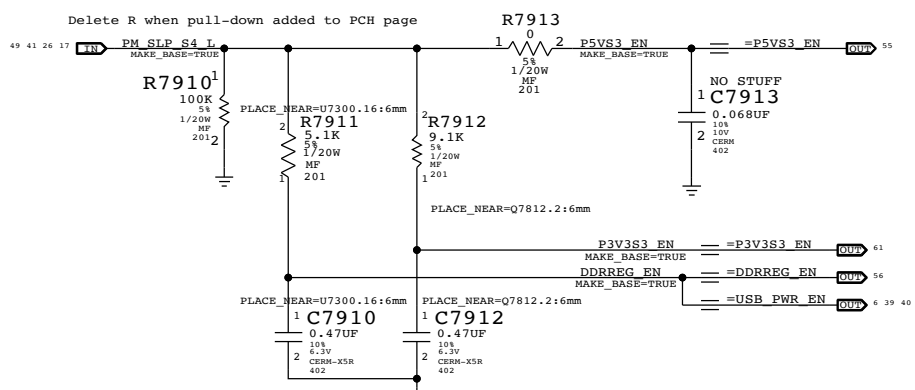 Delete R when pull-down added to PCH page
49 41 26 17 IN PM_SLP_S4_L
MAKE_BASE=TRUE
R7913
0
1 2
5%
1/20W
MF
201
P5VS3_EN
MAKE_BASE=TRUE
=P5VS3_EN OUT 55
R7910
1
100K
5%
1/20W
MF
201
2
PLACE_NEAR=U7300.16:6mm
2
R7911
5.1K
5%
1/20W
MF
201
1
2
R7912
9.1K
5%
1/20W
MF
201
1
NO STUFF
1 C7913
0.068UF
2 10%
10V
CERM
402
PLACE_NEAR=Q7812.2:6mm
P3V3S3_EN
MAKE_BASE=TRUE
=P3V3S3_EN OUT 61
DDRREG_EN
MAKE_BASE=TRUE
=DDRREG_EN OUT 56
=USB_PWR_EN OUT 6 39 40
PLACE_NEAR=U7300.16:6mm
PLACE_NEAR=Q7812.2:6mm
1 C7910
0.47UF
2 10%
6.3V
CERM-X5R
402
1 C7912
0.47UF
2 10%
6.3V
CERM-X5R
402